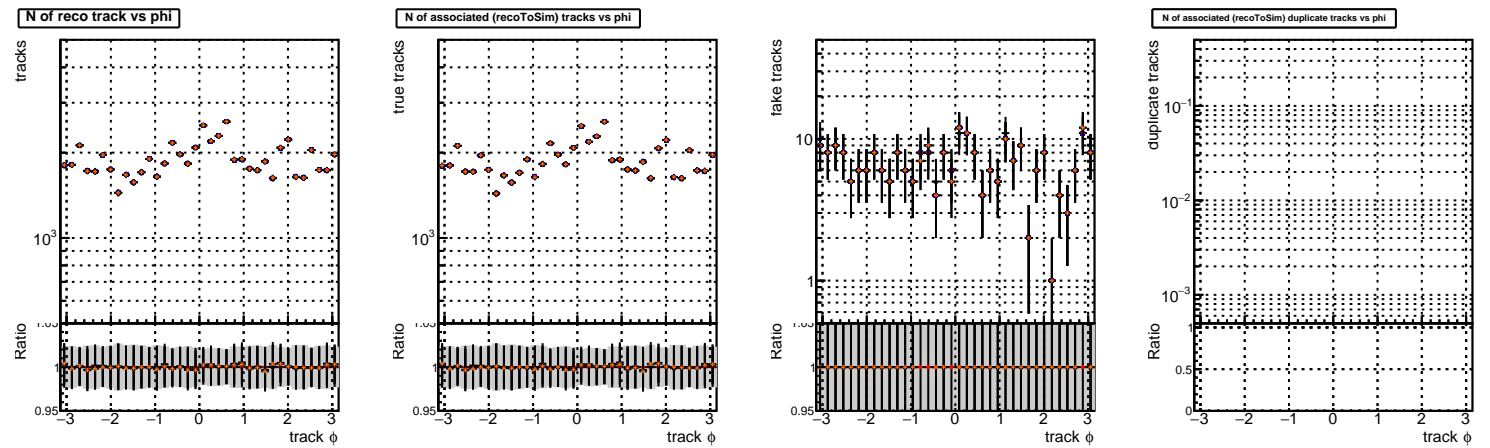 N of reco track vs phi
tracks
10³
Ratio
1.05
1
0.95
−3 −2 −1 0 1 2 3
track ϕ
N of associated (recoToSim) tracks vs phi
true tracks
10³
Ratio
1.05
1
0.95
−3 −2 −1 0 1 2 3
track ϕ
fake tracks
10
1
Ratio
1.05
1
0.95
−3 −2 −1 0 1 2 3
track ϕ
N of associated (recoToSim) duplicate tracks vs phi
duplicate tracks
10⁻¹
10⁻²
10⁻³
Ratio
1
0.5
0
−3 −2 −1 0 1 2 3
track ϕ